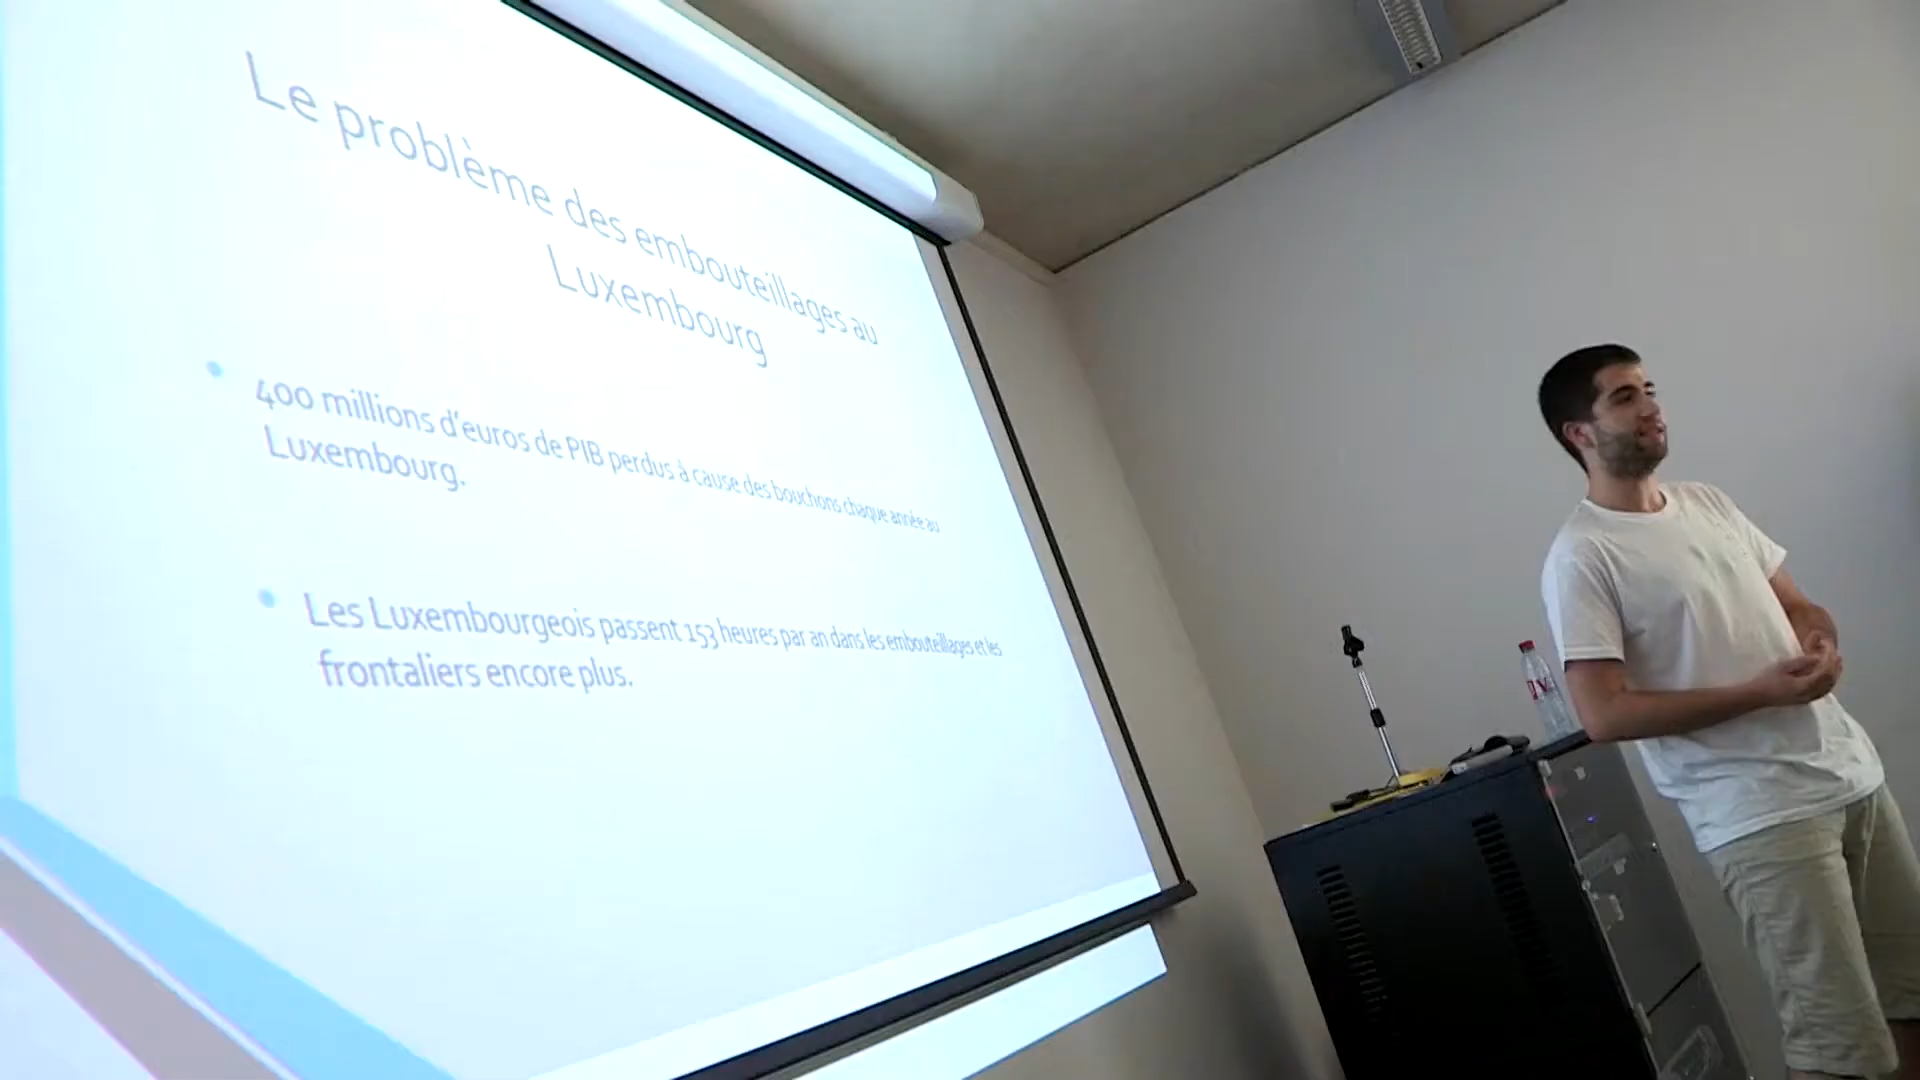 Le problème des embouteillages au
Luxembourg
400 millions d'euros de PIB perdus à cause des bouchons chaque année au
Luxembourg.
Les Luxembourgeois passent 153 heures par an dans les embouteillages et les
frontaliers encore plus.